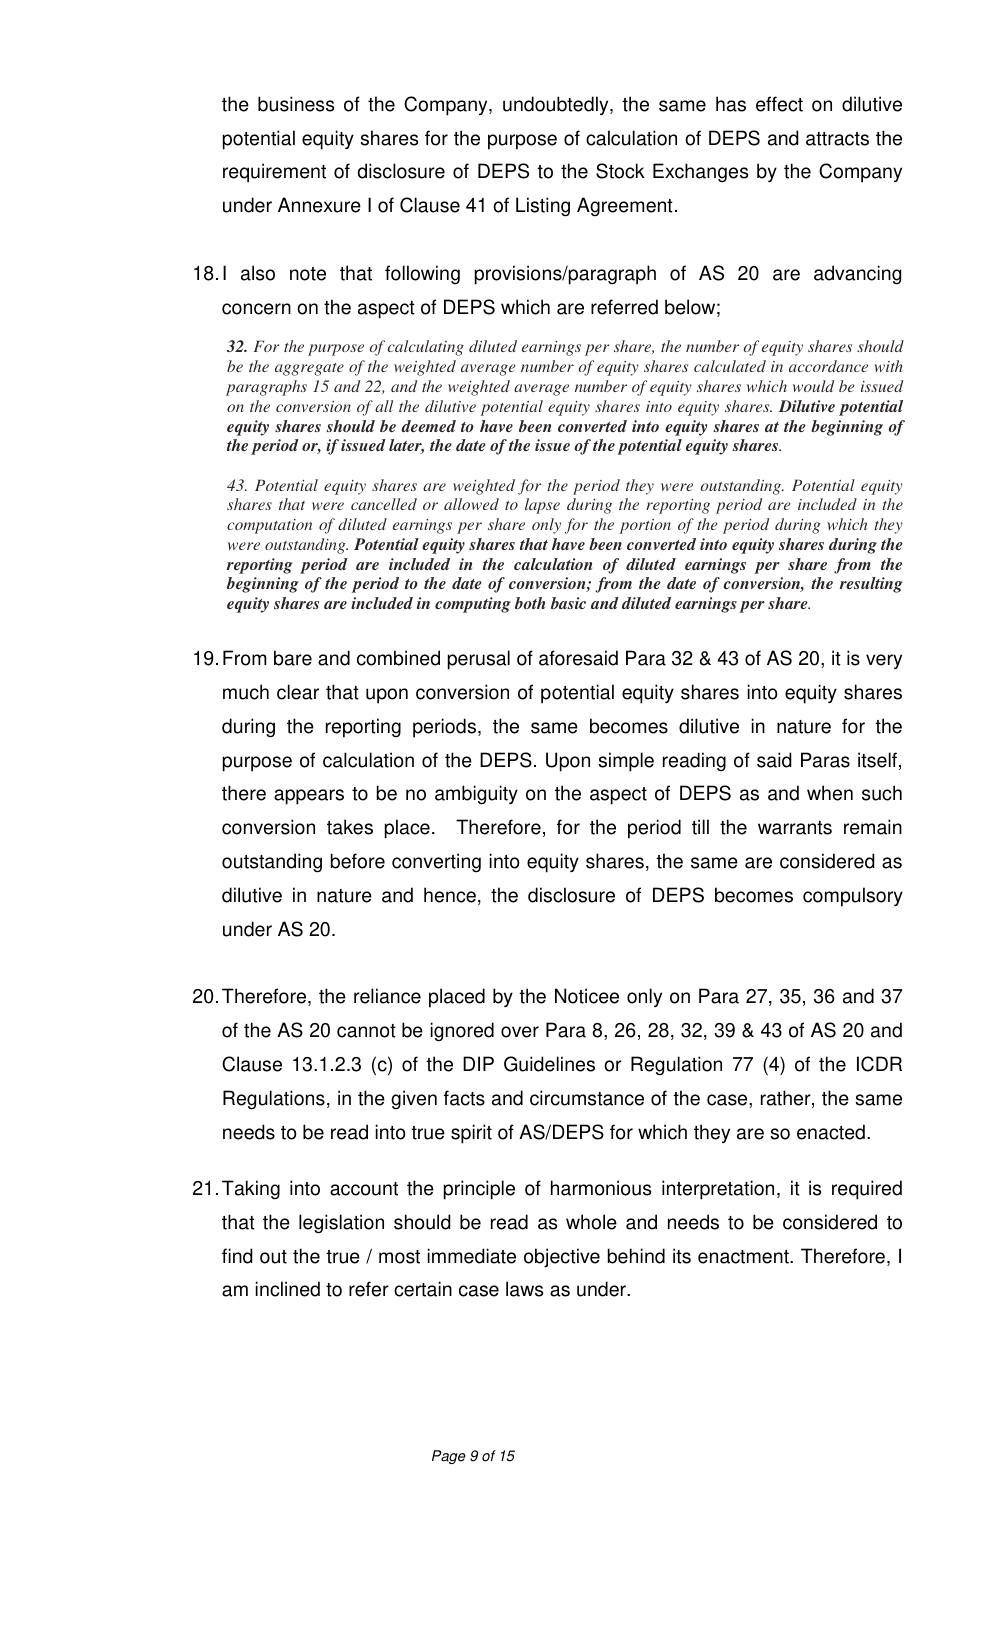 the business of the Company, undoubtedly, the same has effect on dilutive
potential equity shares for the purpose of calculation of DEPS and attracts the
requirement of disclosure of DEPS to the Stock Exchanges by the Company
under Annexure I of Clause 41 of Listing Agreement.
18. I also note that following provisions/paragraph of AS 20 are advancing
concern on the aspect of DEPS which are referred below;
32. For the purpose of calculating diluted earnings per share, the number of equity shares should
be the aggregate of the weighted average number of equity shares calculated in accordance with
paragraphs 15 and 22, and the weighted average number of equity shares which would be issued
on the conversion of all the dilutive potential equity shares into equity shares. Dilutive potential
equity shares should be deemed to have been converted into equity shares at the beginning of
the period or, if issued later, the date of the issue of the potential equity shares.
43. Potential equity shares are weighted for the period they were outstanding. Potential equity
shares that were cancelled or allowed to lapse during the reporting period are included in the
computation of diluted earnings per share only for the portion of the period during which they
were outstanding. Potential equity shares that have been converted into equity shares during the
reporting period are included in the calculation of diluted earnings per share from the
beginning of the period to the date of conversion; from the date of conversion, the resulting
equity shares are included in computing both basic and diluted earnings per share.
19. From bare and combined perusal of aforesaid Para 32 & 43 of AS 20, it is very
much clear that upon conversion of potential equity shares into equity shares
during the reporting periods, the same becomes dilutive in nature for the
purpose of calculation of the DEPS. Upon simple reading of said Paras itself,
there appears to be no ambiguity on the aspect of DEPS as and when such
conversion takes place. Therefore, for the period till the warrants remain
outstanding before converting into equity shares, the same are considered as
dilutive in nature and hence, the disclosure of DEPS becomes compulsory
under AS 20.
20. Therefore, the reliance placed by the Noticee only on Para 27, 35, 36 and 37
of the AS 20 cannot be ignored over Para 8, 26, 28, 32, 39 & 43 of AS 20 and
Clause 13.1.2.3 (c) of the DIP Guidelines or Regulation 77 (4) of the ICDR
Regulations, in the given facts and circumstance of the case, rather, the same
needs to be read into true spirit of AS/DEPS for which they are so enacted.
21. Taking into account the principle of harmonious interpretation, it is required
that the legislation should be read as whole and needs to be considered to
find out the true / most immediate objective behind its enactment. Therefore, I
am inclined to refer certain case laws as under.
Page 9 of 15